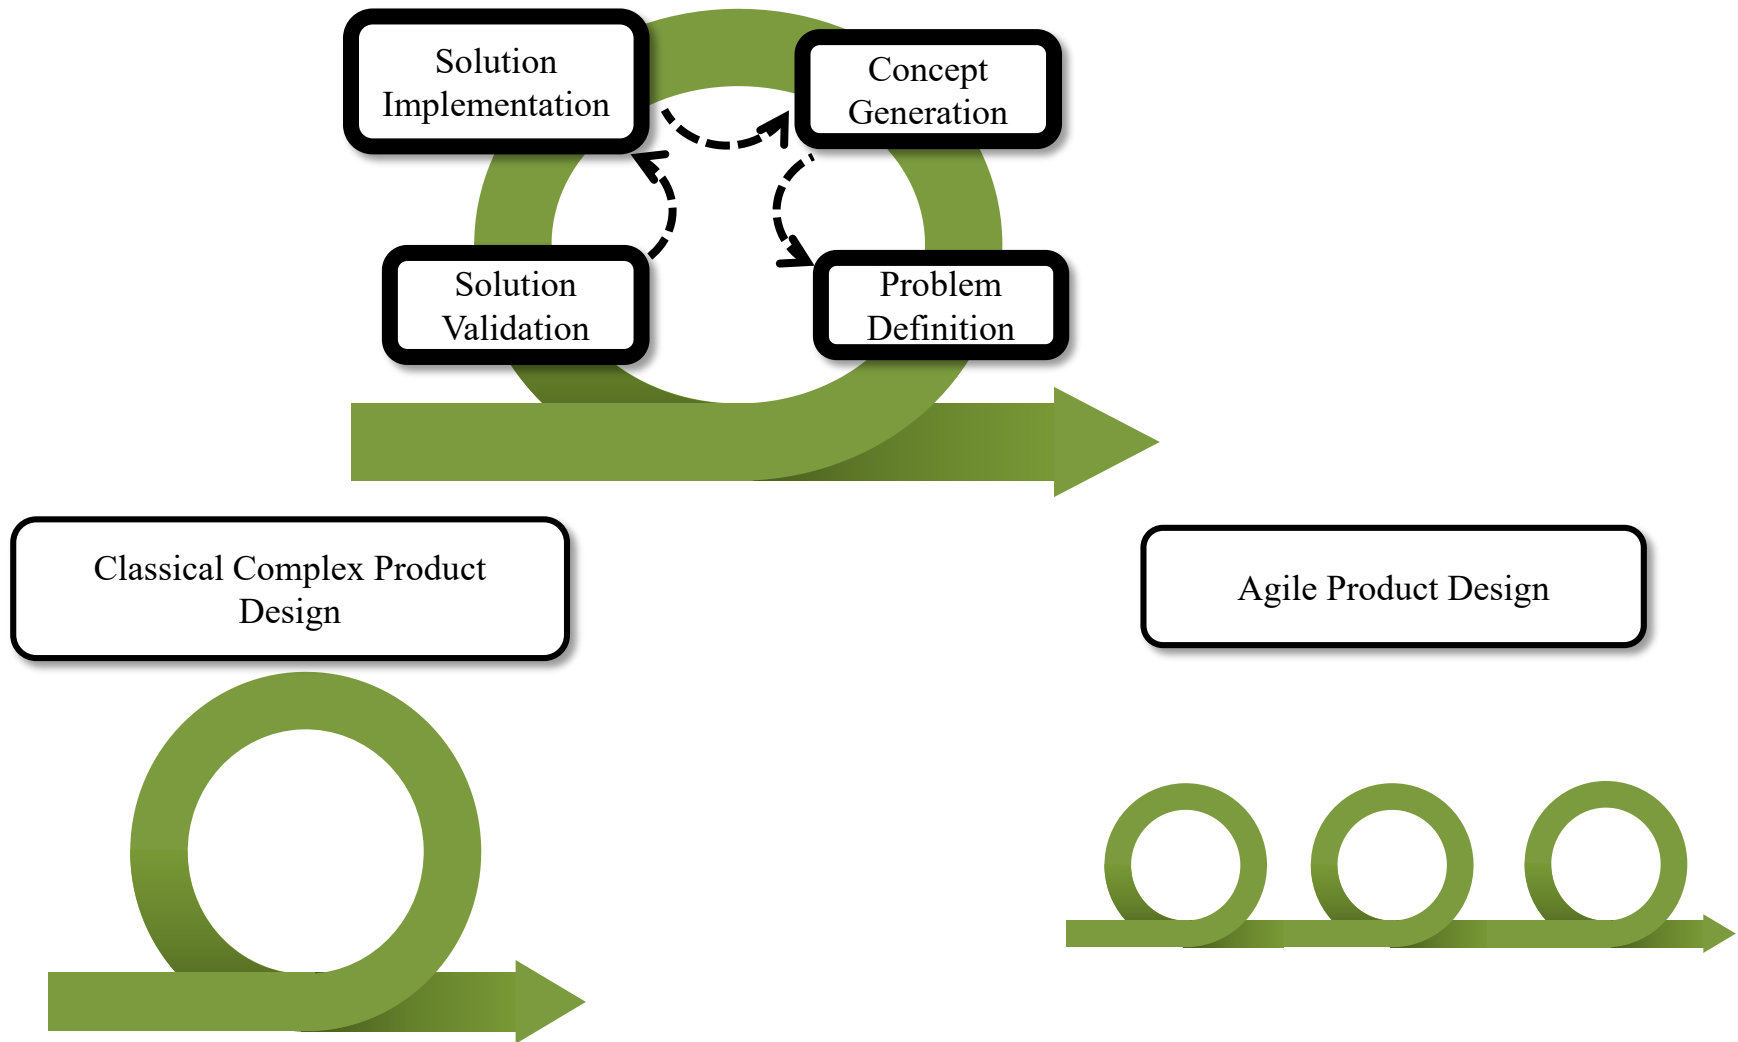 Solution
Implementation
Concept
Generation
Solution
Validation
Problem
Definition
Classical Complex Product
Design
Agile Product Design